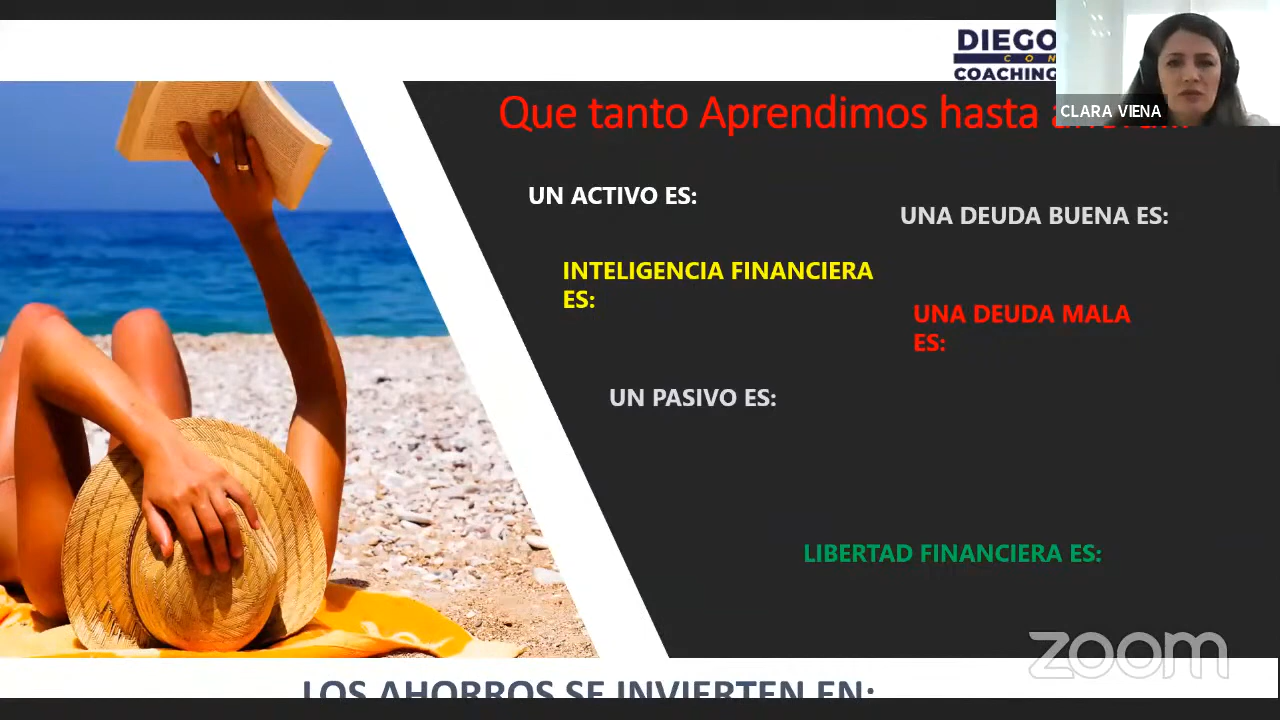 DIEGO
CON
COACHING
CLARA VIENA
Que tanto Aprendimos hasta
UN ACTIVO ES:
UNA DEUDA BUENA ES:
INTELIGENCIA FINANCIERA
ES:
UNA DEUDA MALA
ES:
UN PASIVO ES:
LIBERTAD FINANCIERA ES:
zoom
LOS AHORROS SE INVIERTEN EN: